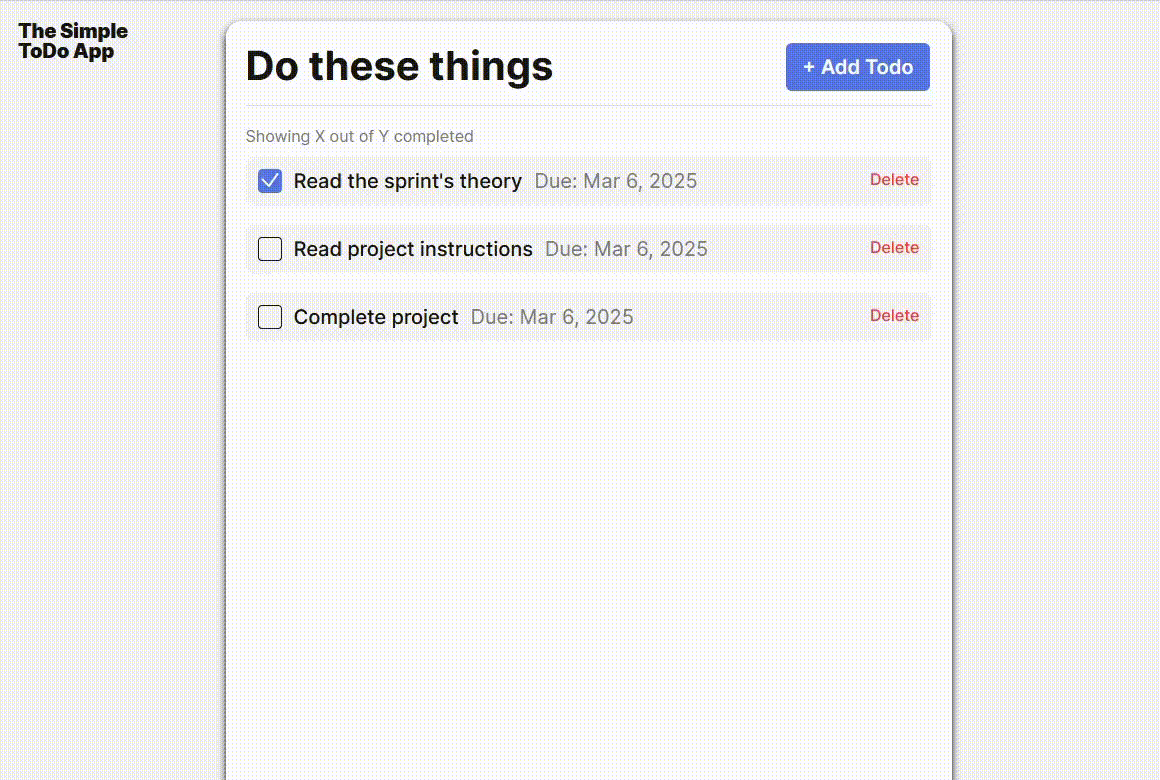 The Simple
ToDo App
Do these things
+ Add Todo
Showing X out of Y completed
Read the sprint's theory Due: Mar 6, 2025 Delete
Read project instructions Due: Mar 6, 2025 Delete
Complete project Due: Mar 6, 2025 Delete